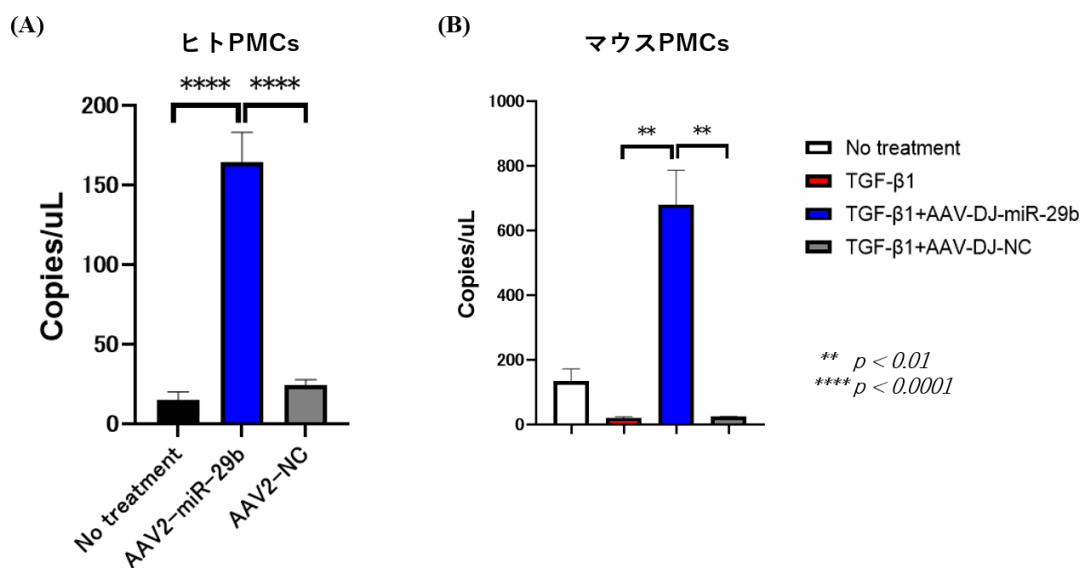 (A)
ヒトPMCs
**** ****
200
150
100
50
0
Copies/uL
No treatment
AAV2-miR-29b
AAV2-NC
(B)
マウスPMCs
** **
1000
800
600
400
200
0
Copies/uL
No treatment
TGF-β1
TGF-β1+AAV-DJ-miR-29b
TGF-β1+AAV-DJ-NC
** p < 0.01
**** p < 0.0001